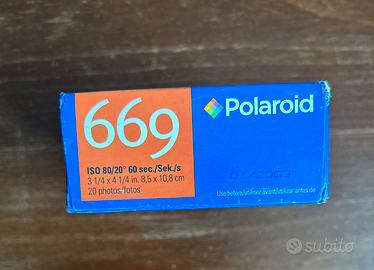 669
Polaroid
ISO 80/20° 60 sec./Sek./s
3 1/4 x 4 1/4 in. 8,5 x 10,8 cm
20 photos/fotos
Use before/utilisez avant/utilizar antes de
subito